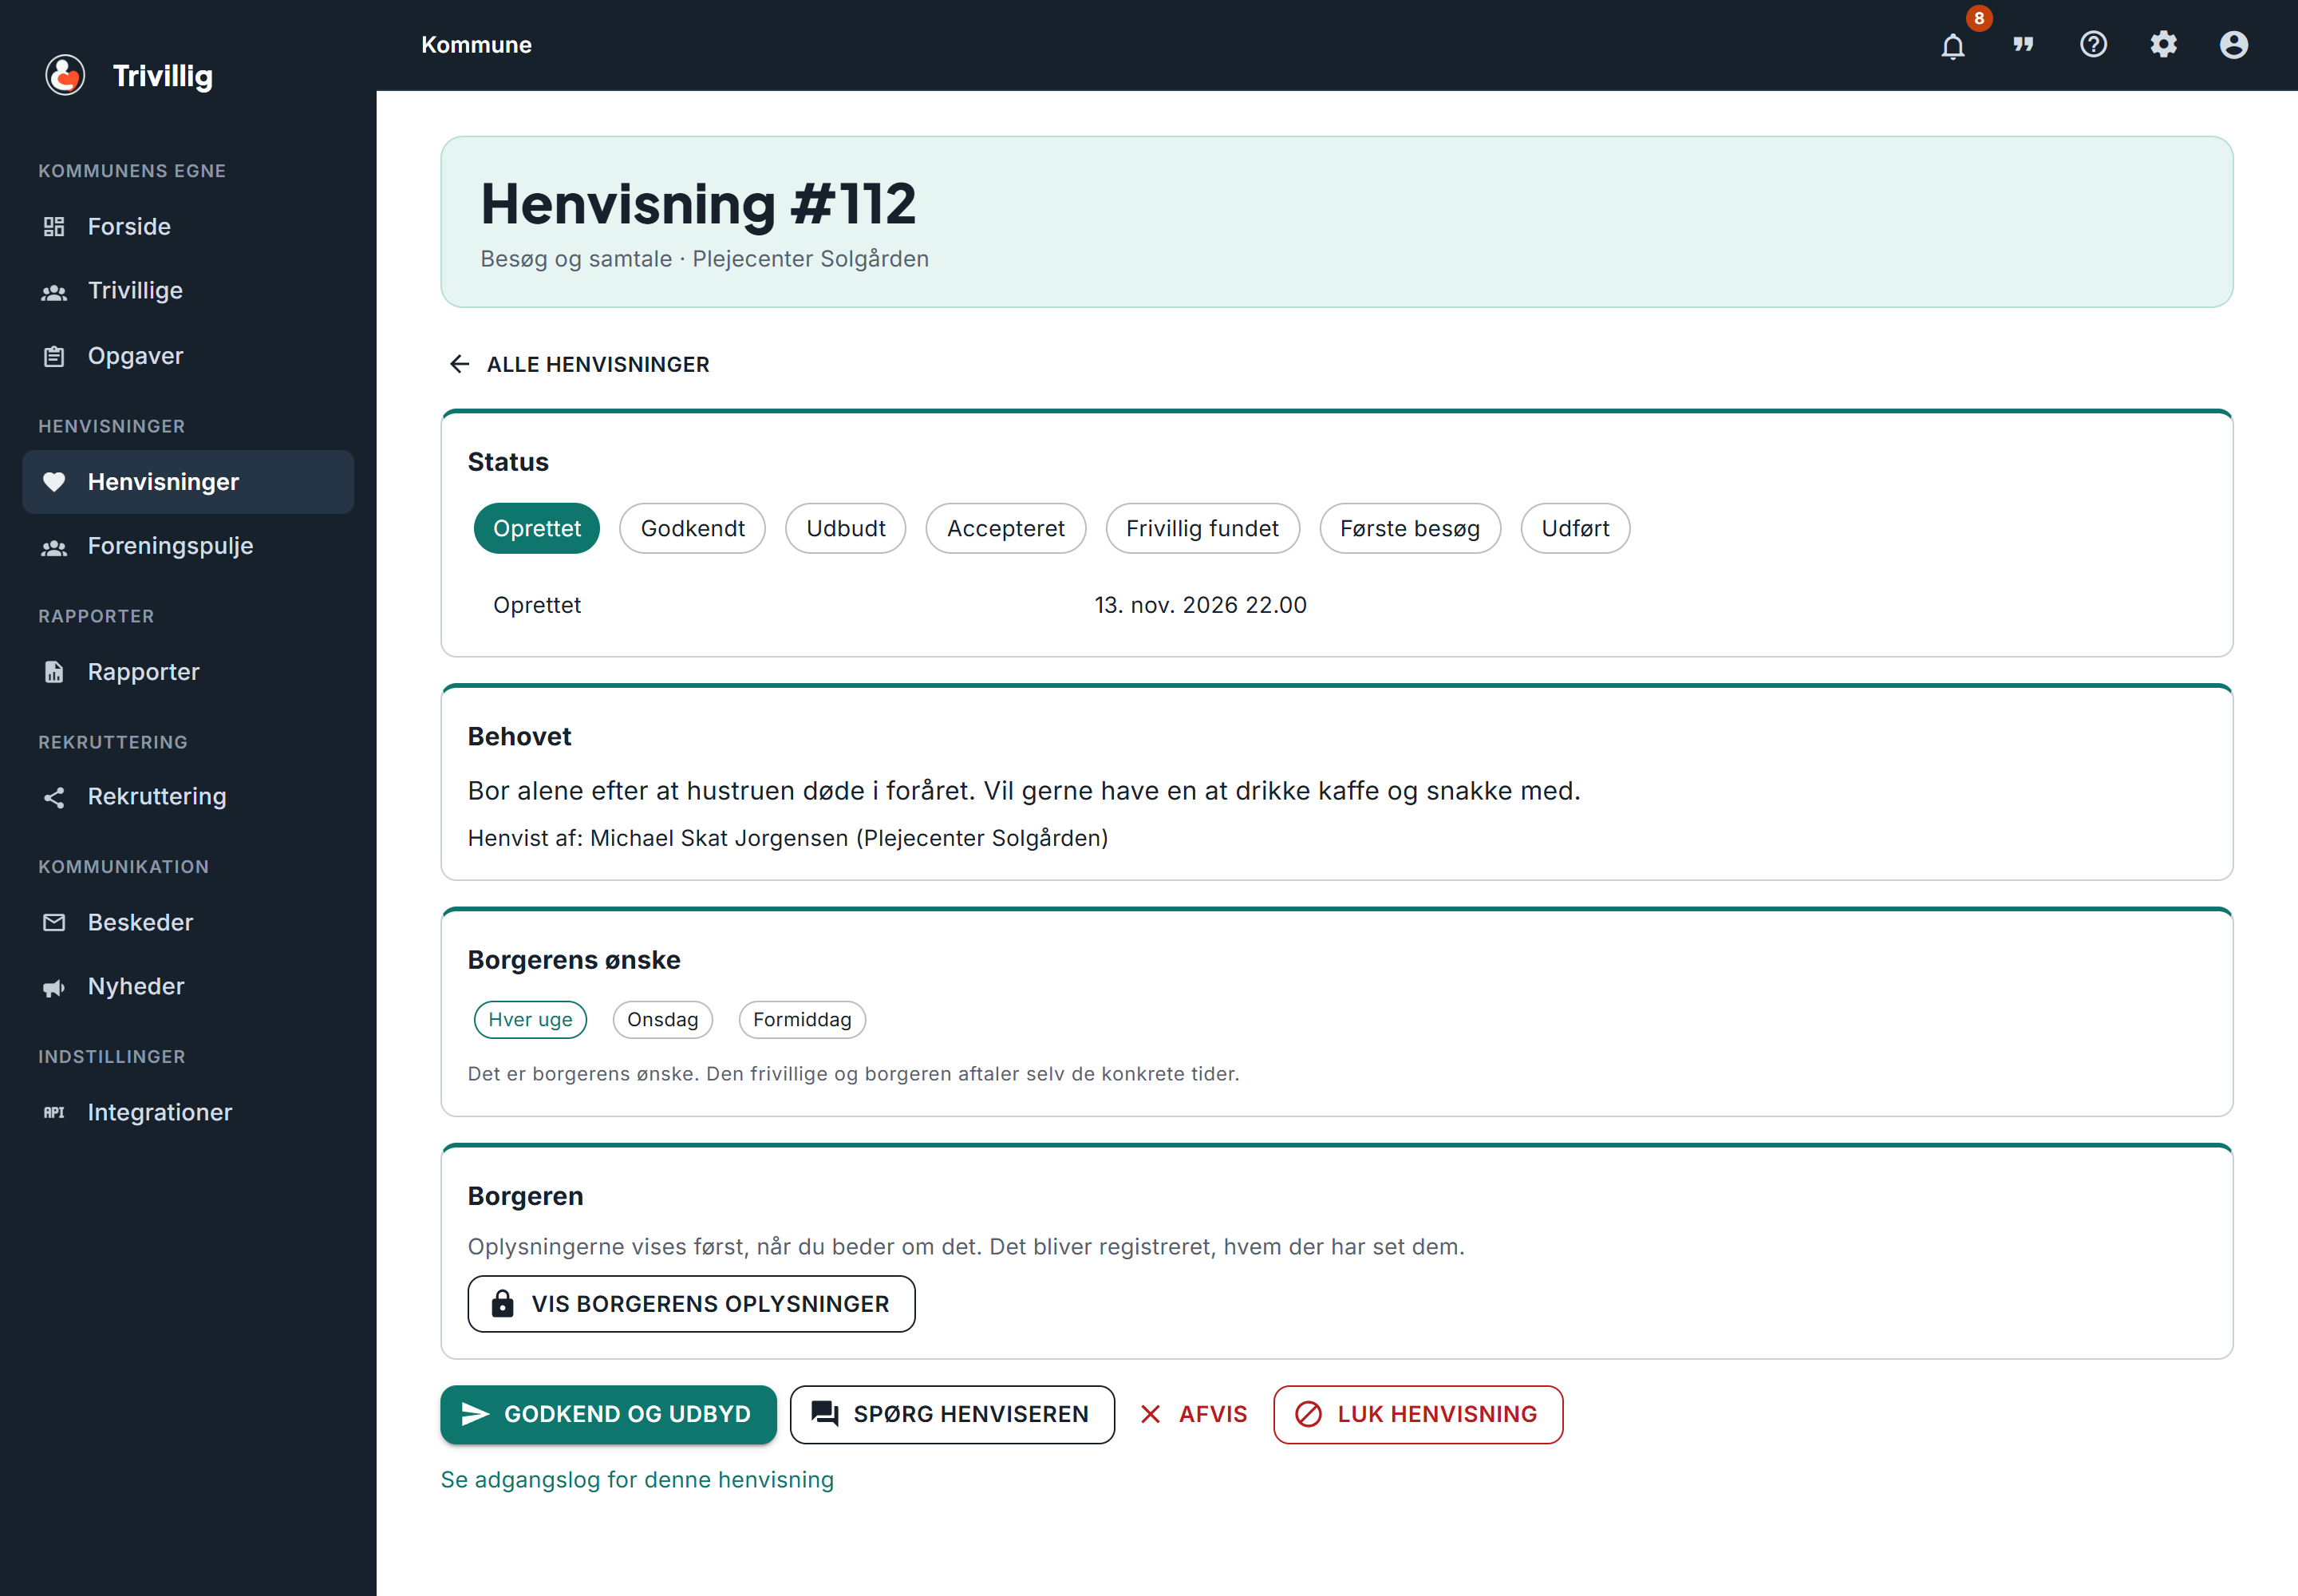 Trivillig
Kommune
8
KOMMUNENS EGNE
Forside
Trivillige
Opgaver
HENVISNINGER
Henvisninger
Foreningspulje
RAPPORTER
Rapporter
REKRUTTERING
Rekruttering
KOMMUNIKATION
Beskeder
Nyheder
INDSTILLINGER
API Integrationer
Henvisning #112
Besøg og samtale · Plejecenter Solgården
ALLE HENVISNINGER
Status
Oprettet Godkendt Udbudt Accepteret Frivillig fundet Første besøg Udført
Oprettet 13. nov. 2026 22.00
Behovet
Bor alene efter at hustruen døde i foråret. Vil gerne have en at drikke kaffe og snakke med.
Henvist af: Michael Skat Jorgensen (Plejecenter Solgården)
Borgerens ønske
Hver uge Onsdag Formiddag
Det er borgerens ønske. Den frivillige og borgeren aftaler selv de konkrete tider.
Borgeren
Oplysningerne vises først, når du beder om det. Det bliver registreret, hvem der har set dem.
VIS BORGERENS OPLYSNINGER
GODKEND OG UDBYD SPØRG HENVISEREN AFVIS LUK HENVISNING
Se adgangslog for denne henvisning